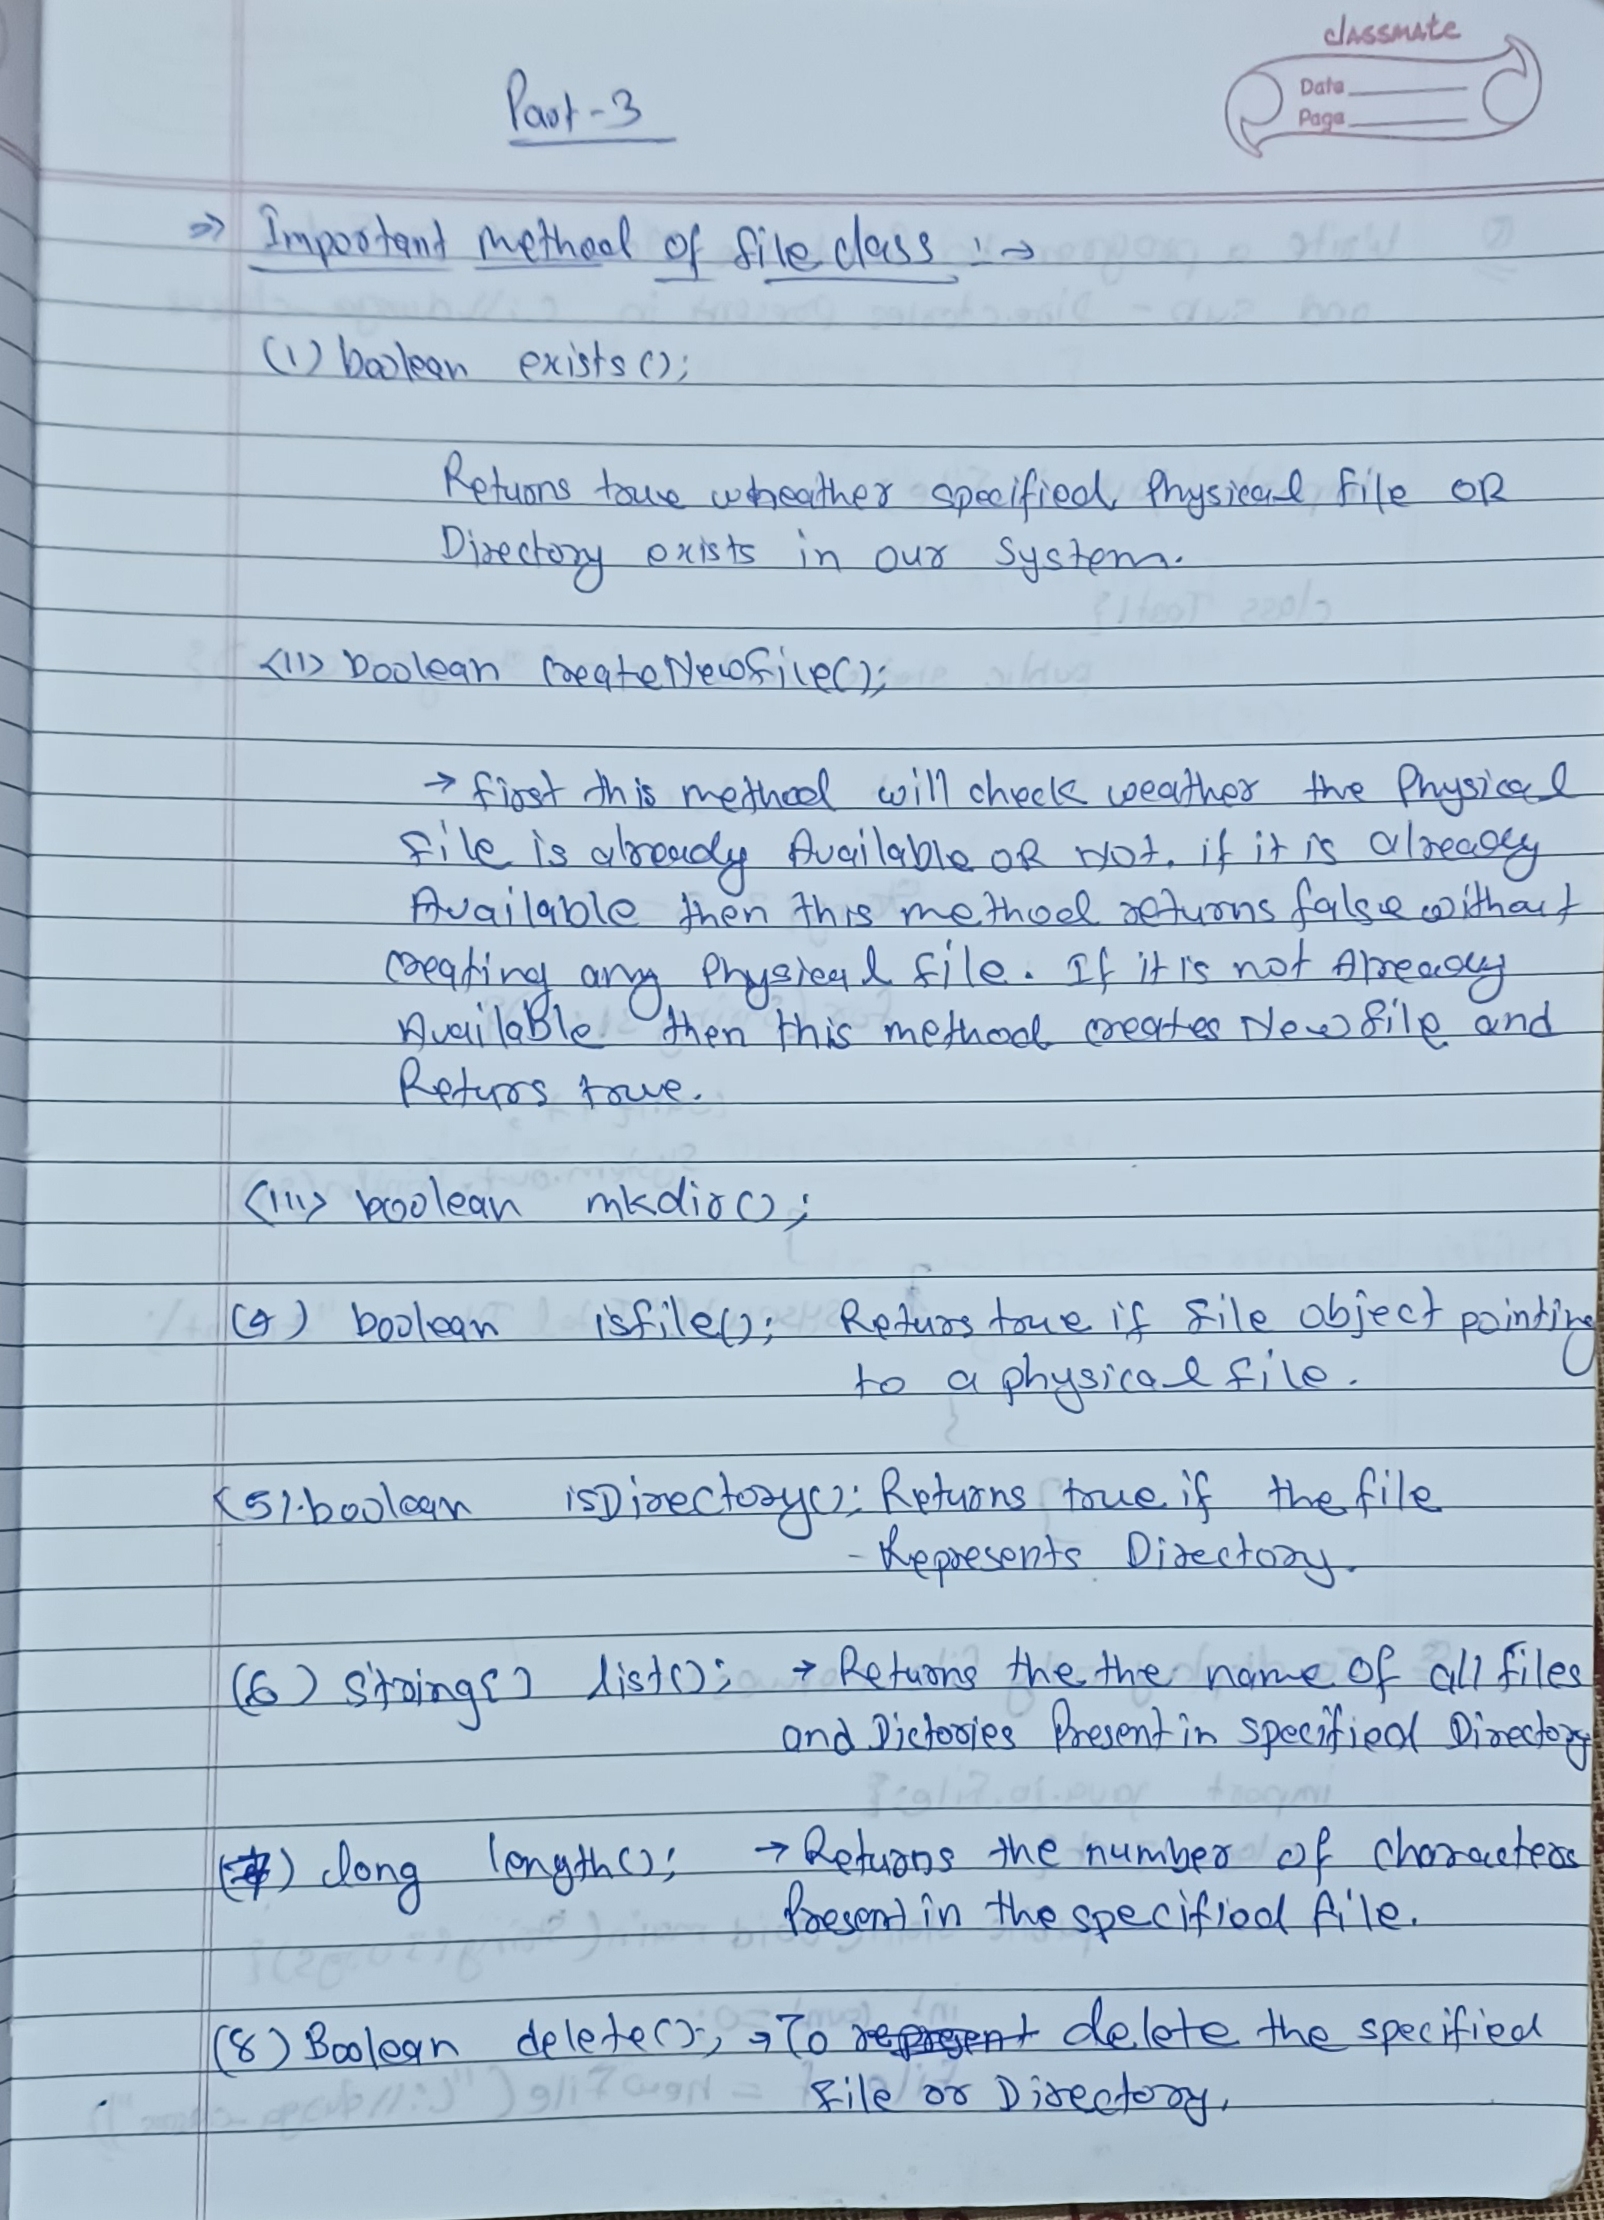 classmate
Date
Page
Part-3
⇒ Important method of file class :→
(1) boolean exists();
Returns true wheather specified Physical file OR
Directory exists in our System.
<11> boolean CreateNewfile();
→ first this method will check weather the Physical
file is already Available OR Not. if it is already
Available then this method returns false without
creating any Physical file. If it is not Already
Available then this method creates New file and
Returs true.
<111> boolean mkdir();
(4) boolean isfile(); Returs true if file object pointing
to a physical file.
<5). boolean isDirectory(): Returns true if the file
- Represents Directory.
(6) String[] list(); → Returns the the name of all files
and Dictories Present in specified Directory
(7) long length(); → Returns the number of characters
Present in the specified file.
(8) Boolean delete(); → To represent delete the specified
file or Directory.